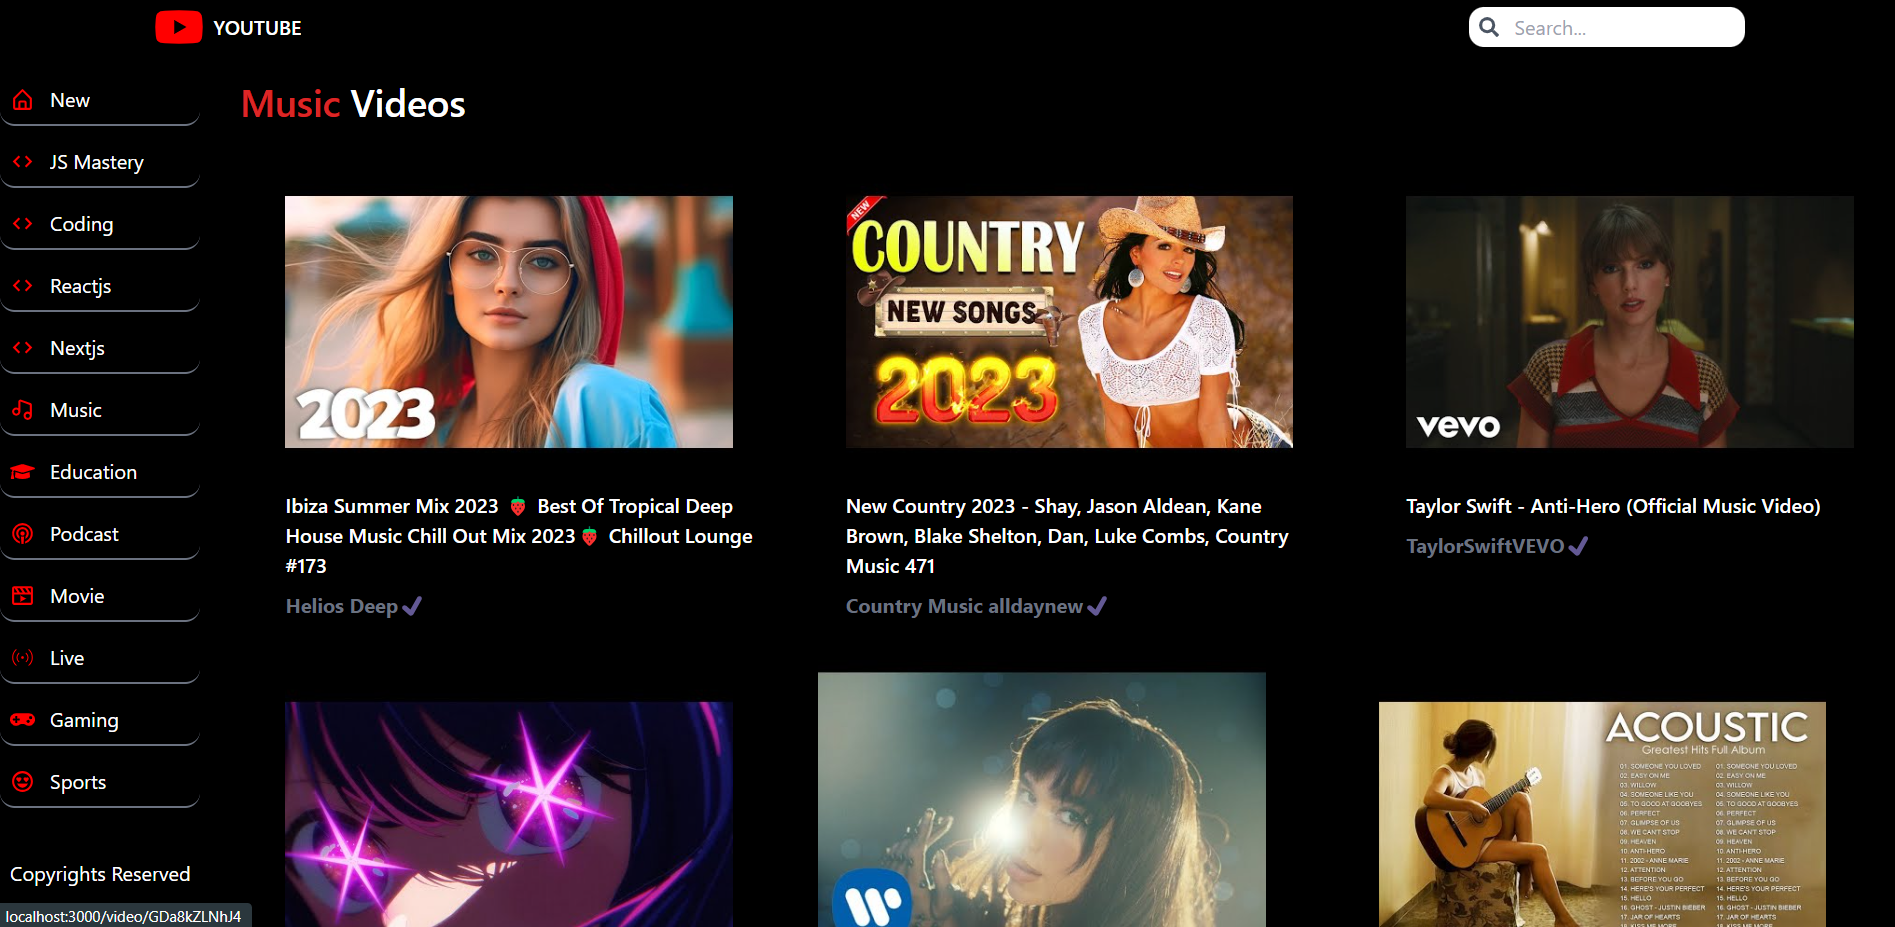 YOUTUBE
Search...
New
JS Mastery
Coding
Reactjs
Nextjs
Music
Education
Podcast
Movie
Live
Gaming
Sports
Copyrights Reserved
localhost:3000/video/GDa8kZLNhJ4
Music Videos
2023
Ibiza Summer Mix 2023 🍓 Best Of Tropical Deep
House Music Chill Out Mix 2023🍓 Chillout Lounge
#173
Helios Deep
NEW
COUNTRY
NEW SONGS
2023
New Country 2023 - Shay, Jason Aldean, Kane
Brown, Blake Shelton, Dan, Luke Combs, Country
Music 471
Country Music alldaynew
vevo
Taylor Swift - Anti-Hero (Official Music Video)
TaylorSwiftVEVO
ACOUSTIC
Greatest Hits Full Album
01. SOMEONE YOU LOVED 01. SOMEONE YOU LOVED
02. EASY ON ME 02. EASY ON ME
03. WILLOW 03. WILLOW
04. SOMEONE LIKE YOU 04. SOMEONE LIKE YOU
05. TO GOOD AT GOOBYES 05. TO GOOD AT GOOBYES
06. PERFECT 06. PERFECT
07. GLIMPSE OF US 07. GLIMPSE OF US
08. WE CAN'T STOP 08. WE CAN'T STOP
09. HEAVEN 09. HEAVEN
10. ANTI-HERO 10. ANTI-HERO
11. 2002 - ANNE MARIE 11. 2002 - ANNE MARIE
12. ATTENTION 12. ATTENTION
13. BEFORE YOU GO 13. BEFORE YOU GO
14. HERE'S YOUR PERFECT 14. HERE'S YOUR PERFECT
15. HELLO 15. HELLO
16. GHOST - JUSTIN BIEBER 16. GHOST - JUSTIN BIEBER
17. JAR OF HEARTS 17. JAR OF HEARTS
18. KISS ME MORE 18. KISS ME MORE